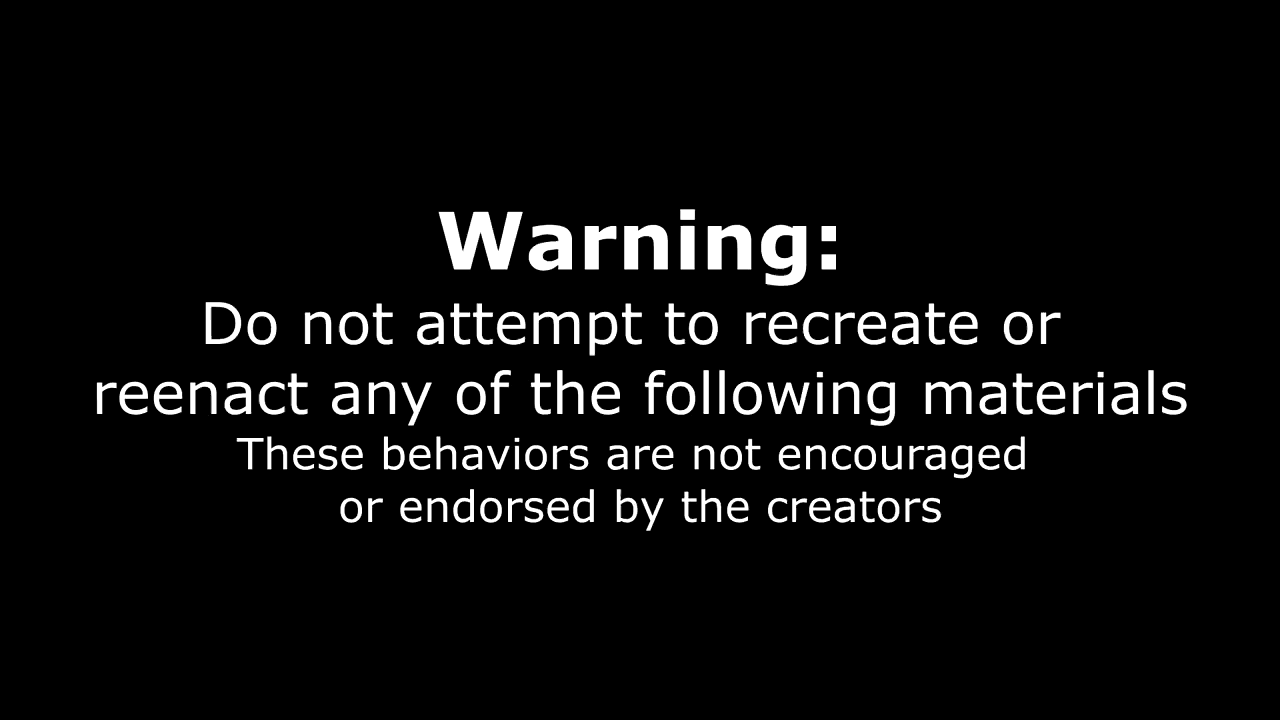 Warning:
Do not attempt to recreate or
reenact any of the following materials
These behaviors are not encouraged
or endorsed by the creators